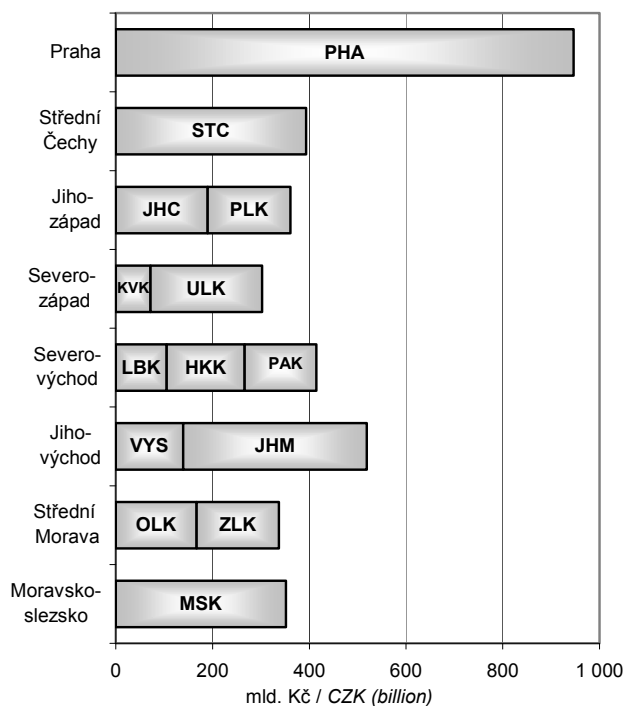 Praha
PHA
Střední
Čechy
STC
Jiho-
západ
JHC PLK
Severo-
západ
KVK ULK
Severo-
východ
LBK HKK PAK
Jiho-
východ
VYS JHM
Střední
Morava
OLK ZLK
Moravsko-
slezsko
MSK
0 200 400 600 800 1 000
mld. Kč / CZK (billion)